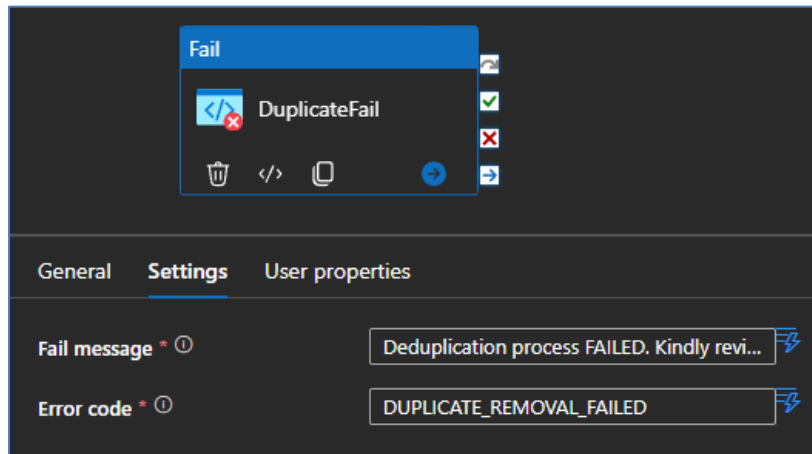 Fail
DuplicateFail
General Settings User properties
Fail message * Deduplication process FAILED. Kindly revi...
Error code * DUPLICATE_REMOVAL_FAILED